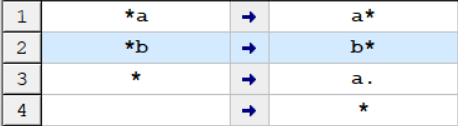 1 *a → a*
2 *b → b*
3 * → a.
4 → *